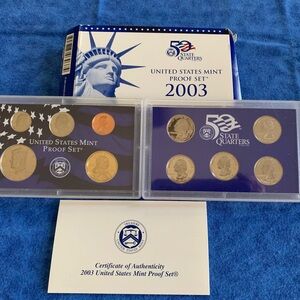 50
STATE
QUARTERS
UNITED STATES MINT
PROOF SET®
2003
UNITED STATES MINT
PROOF SET®
50
STATE
QUARTERS
Certificate of Authenticity
2003 United States Mint Proof Set®